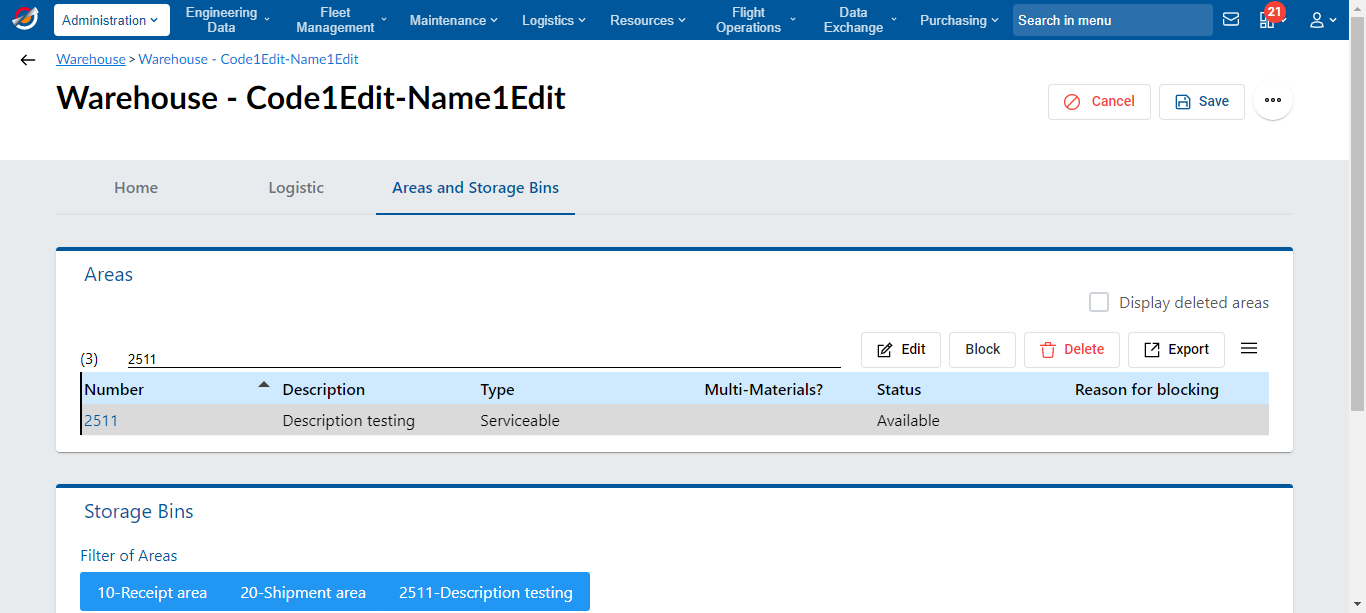 Administration
Engineering Data
Fleet Management
Maintenance
Logistics
Resources
Flight Operations
Data Exchange
Purchasing
Search in menu
21
Warehouse > Warehouse - Code1Edit-Name1Edit
Warehouse - Code1Edit-Name1Edit
Cancel
Save
Home
Logistic
Areas and Storage Bins
Areas
Display deleted areas
(3)
2511
Edit
Block
Delete
Export
Number Description Type Multi-Materials? Status Reason for blocking
2511 Description testing Serviceable Available
Storage Bins
Filter of Areas
10-Receipt area 20-Shipment area 2511-Description testing